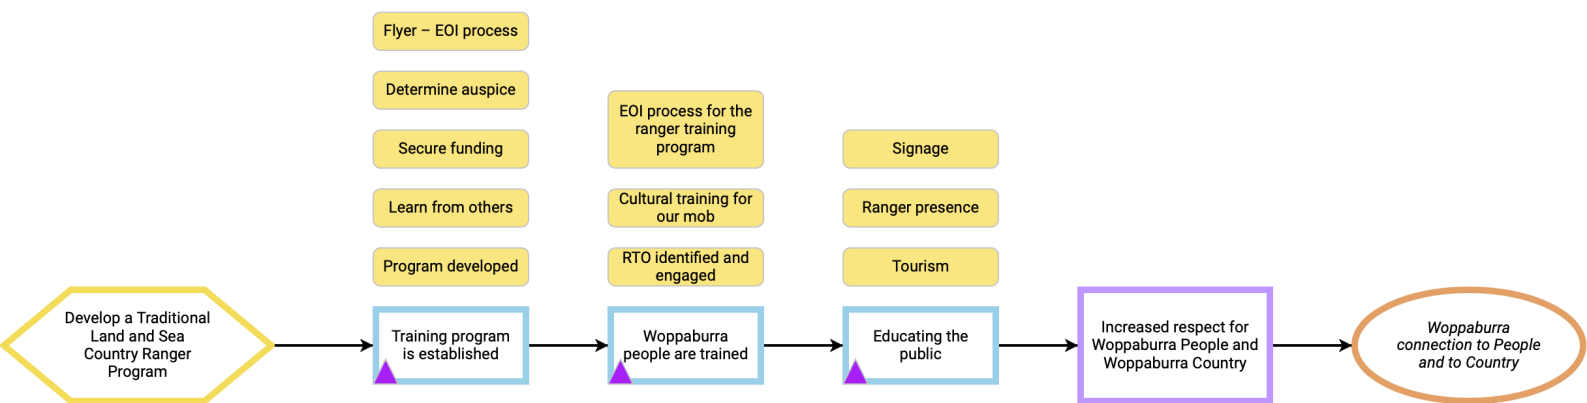 Flyer – EOI process
Determine auspice
Secure funding
Learn from others
Program developed
EOI process for the
ranger training
program
Cultural training for
our mob
RTO identified and
engaged
Signage
Ranger presence
Tourism
Develop a Traditional
Land and Sea
Country Ranger
Program
Training program
is established
Woppaburra
people are trained
Educating the
public
Increased respect for
Woppaburra People and
Woppaburra Country
Woppaburra
connection to People
and to Country